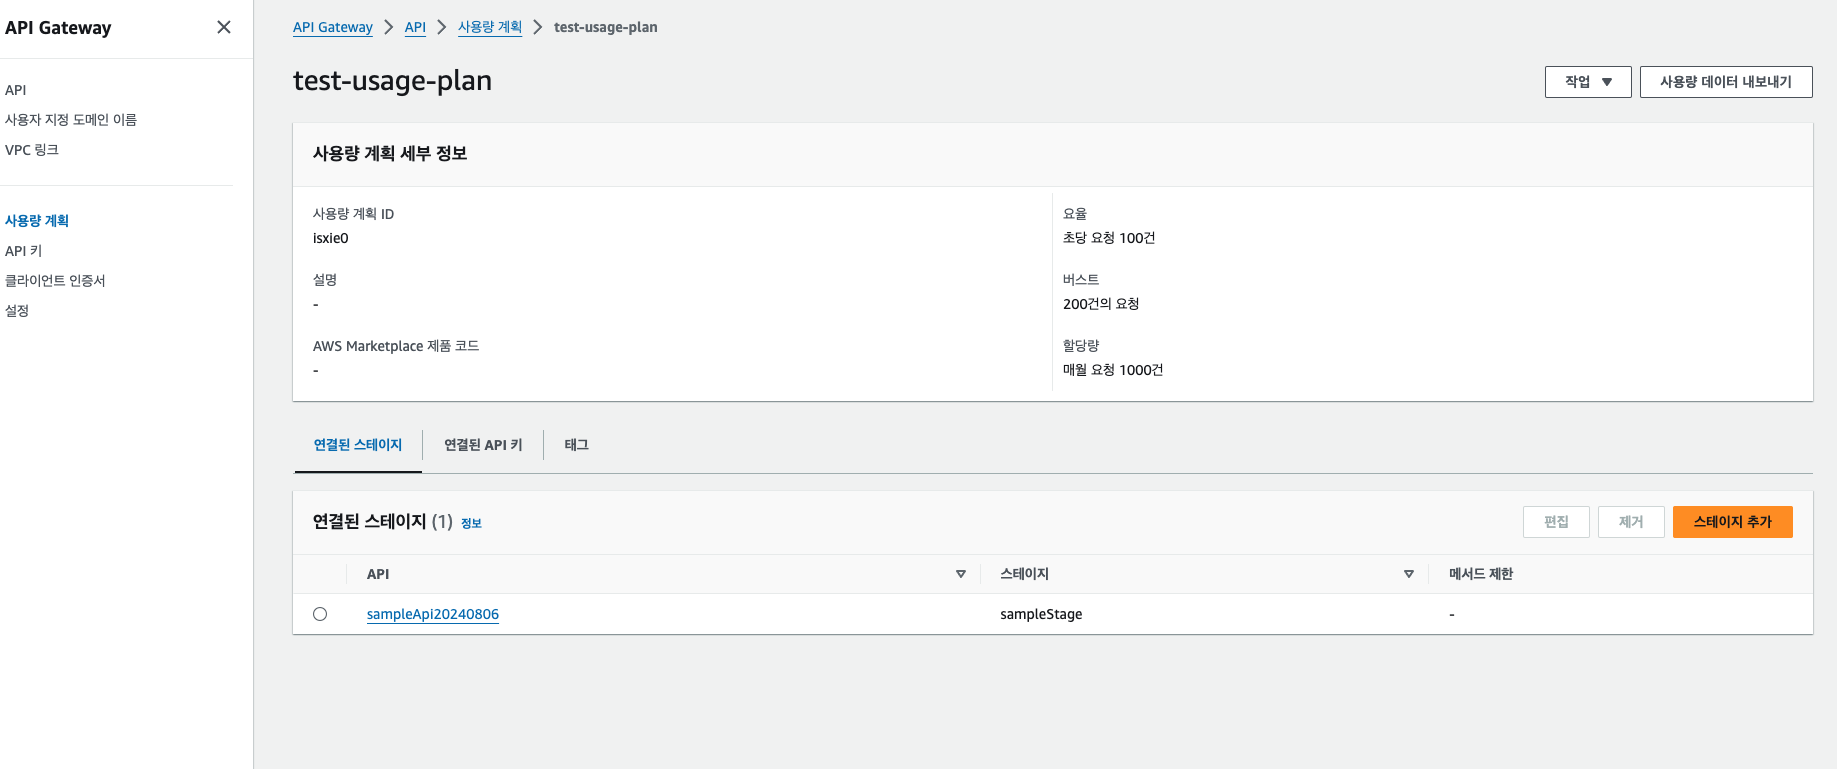 API Gateway
API
사용자 지정 도메인 이름
VPC 링크
사용량 계획
API 키
클라이언트 인증서
설정
API Gateway > API > 사용량 계획 > test-usage-plan
test-usage-plan
작업 ▼ 사용량 데이터 내보내기
사용량 계획 세부 정보
사용량 계획 ID
isxie0
설명
-
AWS Marketplace 제품 코드
-
요율
초당 요청 100건
버스트
200건의 요청
할당량
매월 요청 1000건
연결된 스테이지 연결된 API 키 태그
연결된 스테이지 (1) 정보 편집 제거 스테이지 추가
API 스테이지 메서드 제한
sampleApi20240806 sampleStage -